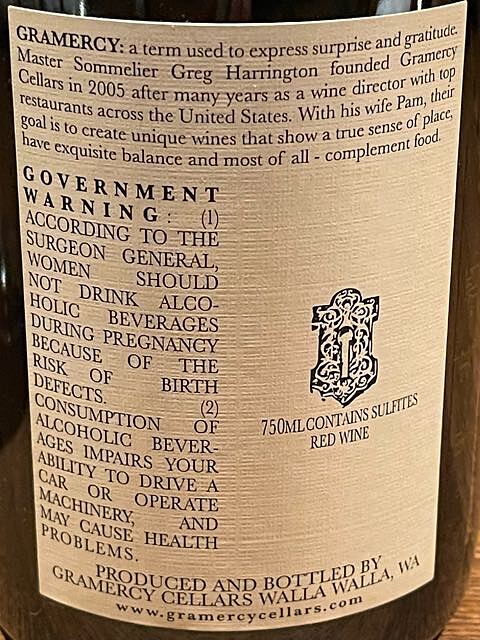 GRAMERCY: a term used to express surprise and gratitude.
Master Sommelier Greg Harrington founded Gramercy
Cellars in 2005 after many years as a wine director with top
restaurants across the United States. With his wife Pam, their
goal is to create unique wines that show a true sense of place,
have exquisite balance and most of all - complement food.
GOVERNMENT
WARNING: (1)
ACCORDING TO THE
SURGEON GENERAL,
WOMEN SHOULD
NOT DRINK ALCO-
HOLIC BEVERAGES
DURING PREGNANCY
BECAUSE OF THE
RISK OF BIRTH
DEFECTS. (2)
CONSUMPTION OF
ALCOHOLIC BEVER-
AGES IMPAIRS YOUR
ABILITY TO DRIVE A
CAR OR OPERATE
MACHINERY, AND
MAY CAUSE HEALTH
PROBLEMS.
750ML CONTAINS SULFITES
RED WINE
PRODUCED AND BOTTLED BY
GRAMERCY CELLARS WALLA WALLA, WA
www.gramercycellars.com